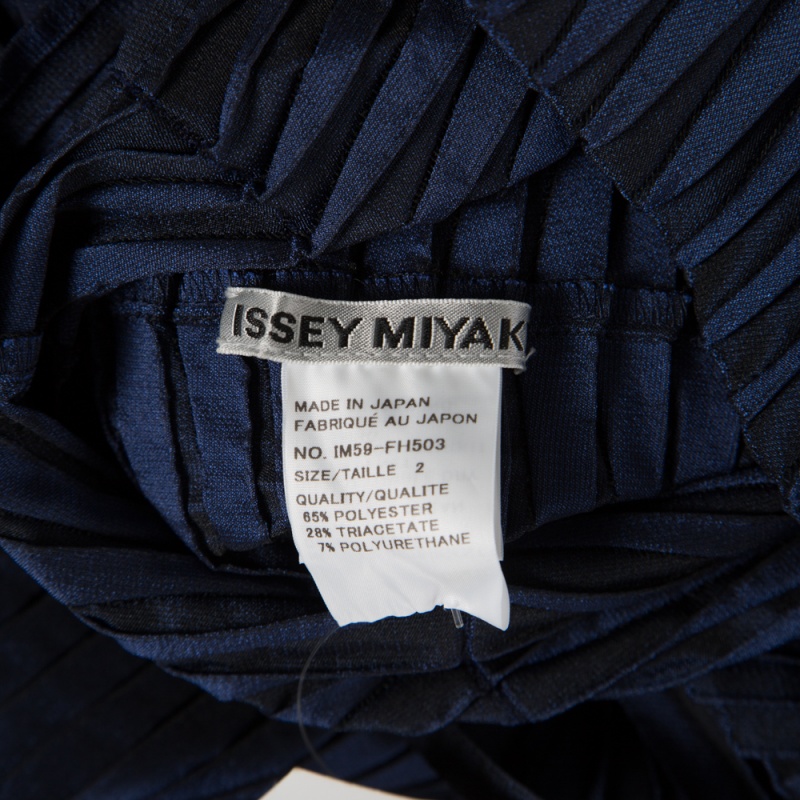 ISSEY MIYAK
MADE IN JAPAN
FABRIQUÉ AU JAPON
NO. IM59-FH503
SIZE/TAILLE 2
QUALITY/QUALITE
65% POLYESTER
28% TRIACETATE
7% POLYURETHANE